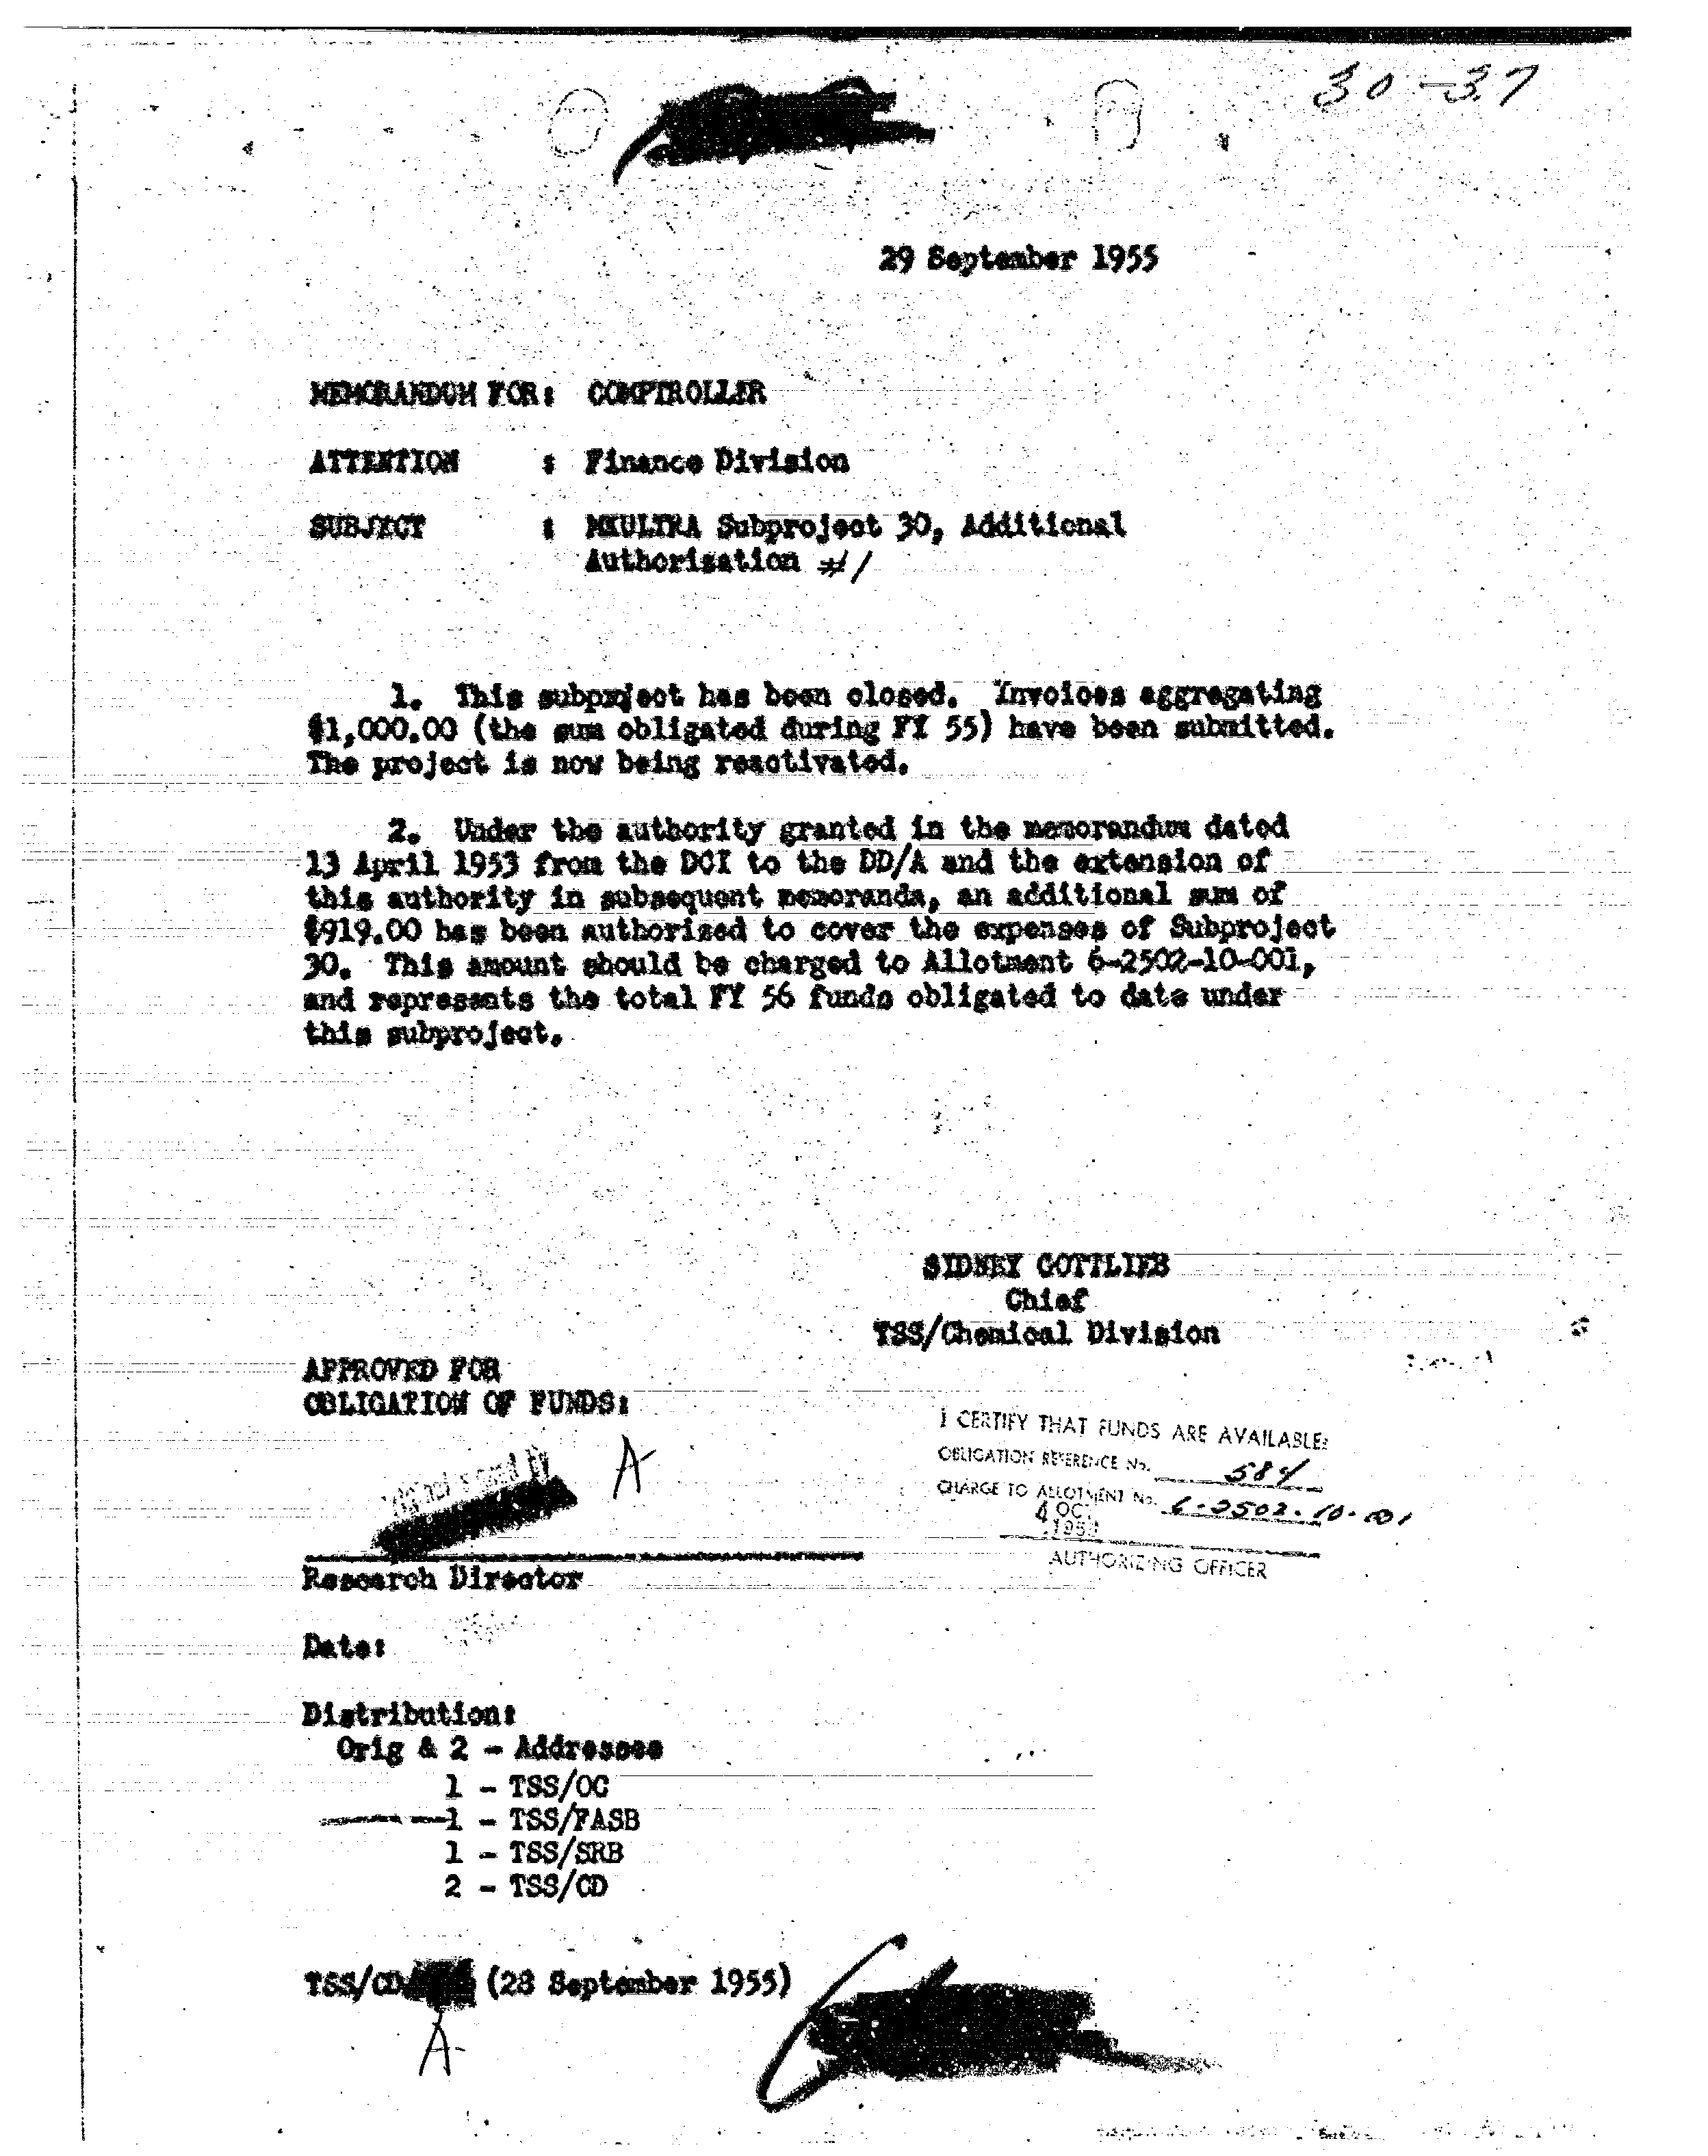 30-37
29 September 1955
MEMORANDUM FOR: COMPTROLLER
ATTENTION : Finance Division
SUBJECT : MKULTRA Subproject 30, Additional
Authorization #1
1. This subproject has been closed. Invoices aggregating
$1,000.00 (the sum obligated during FY 55) have been submitted.
The project is now being reactivated.
2. Under the authority granted in the memorandum dated
13 April 1953 from the DCI to the DD/A and the extension of
this authority in subsequent memoranda, an additional sum of
$919.00 has been authorized to cover the expenses of Subproject
30. This amount should be charged to Allotment 6-2502-10-001,
and represents the total FY 56 funds obligated to date under
this subproject.
SIDNEY GOTTLIEB
Chief
TSS/Chemical Division
APPROVED FOR
OBLIGATION OF FUNDS:
A
I CERTIFY THAT FUNDS ARE AVAILABLE:
OBLIGATION REFERENCE No. 584
CHARGE TO ALLOTMENT No. 6-2502-10-001
AUTHORIZING OFFICER
Research Director
Date:
Distribution:
Orig & 2 - Addressee
1 - TSS/OC
1 - TSS/FASB
1 - TSS/SRB
2 - TSS/CD
TSS/CD (28 September 1955)
A